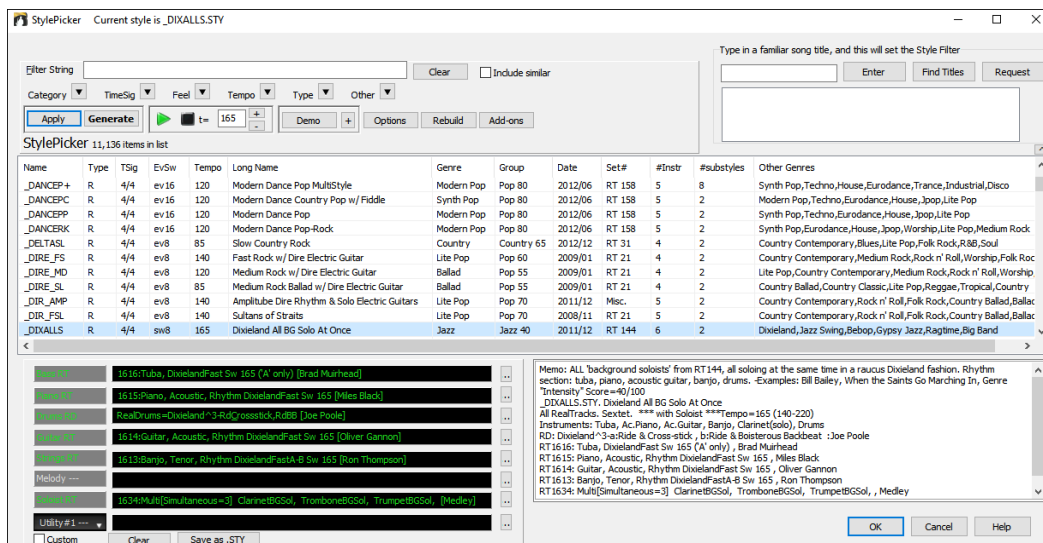 StylePicker Current style is _DIXALLS.STY
Type in a familiar song title, and this will set the Style Filter
Filter String Clear Include similar Enter Find Titles Request
Category TimeSig Feel Tempo Type Other
Apply Generate t= 165 + - Demo + Options Rebuild Add-ons
StylePicker 11,136 items in list
Name Type TSig EvSw Tempo Long Name Genre Group Date Set# #Instr #substyles Other Genres
_DANCEP+ R 4/4 ev16 120 Modern Dance Pop MultiStyle Modern Pop Pop 80 2012/06 RT 158 5 8 Synth Pop,Techno,House,Eurodance,Trance,Industrial,Disco
_DANCEPC R 4/4 ev16 120 Modern Dance Country Pop w/ Fiddle Synth Pop Pop 80 2012/06 RT 158 5 2 Modern Pop,Techno,Eurodance,House,Jpop,Lite Pop
_DANCEPP R 4/4 ev16 120 Modern Dance Pop Modern Pop Pop 80 2012/06 RT 158 5 2 Synth Pop,Techno,Eurodance,House,Jpop,Lite Pop
_DANCERK R 4/4 ev16 120 Modern Dance Pop-Rock Modern Pop Pop 80 2012/06 RT 158 5 2 Synth Pop,Eurodance,House,Jpop,Worship,Lite Pop,Medium Rock
_DELTASL R 4/4 ev8 85 Slow Country Rock Country Country 65 2012/12 RT 31 4 2 Country Contemporary,Blues,Lite Pop,Folk Rock,R&B,Soul
_DIRE_FS R 4/4 ev8 140 Fast Rock w/ Dire Electric Guitar Lite Pop Pop 60 2009/01 RT 21 4 2 Country Contemporary,Medium Rock,Rock n' Roll,Worship,Folk Roc
_DIRE_MD R 4/4 ev8 120 Medium Rock w/ Dire Electric Guitar Ballad Pop 55 2009/01 RT 21 4 2 Lite Pop,Country Contemporary,Medium Rock,Rock n' Roll,Worship
_DIRE_SL R 4/4 ev8 85 Medium Rock Ballad w/ Dire Electric Guitar Ballad Pop 55 2009/01 RT 21 4 2 Country Ballad,Country Classic,Lite Pop,Reggae,Tropical,Country
_DIR_AMP R 4/4 ev8 140 Amplitube Dire Rhythm & Solo Electric Guitars Lite Pop Pop 70 2011/12 Misc. 5 2 Country Contemporary,Rock n' Roll,Folk Rock,Country Ballad,Ballad
_DIR_FSL R 4/4 ev8 140 Sultans of Straits Lite Pop Pop 70 2008/11 RT 21 5 2 Country Contemporary,Rock n' Roll,Folk Rock,Country Ballad,Ballad
_DIXALLS R 4/4 sw8 165 Dixieland All BG Solo At Once Jazz Jazz 40 2011/12 RT 144 6 2 Dixieland,Jazz Swing,Bebop,Gypsy Jazz,Ragtime,Big Band
Bass RT 1616:Tuba, DixielandFast Sw 165 ('A' only) [Brad Muirhead] ..
Piano RT 1615:Piano, Acoustic, Rhythm DixielandFast Sw 165 [Miles Black] ..
Drums RD RealDrums=Dixieland^3-RdCrossstick,RdBB [Joe Poole] ..
Guitar RT 1614:Guitar, Acoustic, Rhythm DixielandFast Sw 165 [Oliver Gannon] ..
Strings RT 1613:Banjo, Tenor, Rhythm DixielandFastA-B Sw 165 [Ron Thompson] ..
Melody --- ..
Soloist RT 1634:Multi[Simultaneous=3] ClarinetBGSol, TromboneBGSol, TrumpetBGSol, [Medley] ..
Utility#1 --- ..
Custom Clear Save as .STY
Memo: ALL 'background soloists' from RT144, all soloing at the same time in a raucus Dixieland fashion. Rhythm
section: tuba, piano, acoustic guitar, banjo, drums. -Examples: Bill Bailey, When the Saints Go Marching In, Genre
"Intensity" Score=40/100
_DIXALLS.STY. Dixieland All BG Solo At Once
All RealTracks. Sextet. *** with Soloist ***Tempo=165 (140-220)
Instruments: Tuba, Ac.Piano, Ac.Guitar, Banjo, Clarinet(solo), Drums
RD: Dixieland^3-a:Ride & Cross-stick , b:Ride & Boisterous Backbeat :Joe Poole
RT1616: Tuba, DixielandFast Sw 165 ('A' only) , Brad Muirhead
RT1615: Piano, Acoustic, Rhythm DixielandFast Sw 165 , Miles Black
RT1614: Guitar, Acoustic, Rhythm DixielandFast Sw 165 , Oliver Gannon
RT1613: Banjo, Tenor, Rhythm DixielandFastA-B Sw 165 , Ron Thompson
RT1634: Multi[Simultaneous=3] ClarinetBGSol, TromboneBGSol, TrumpetBGSol, , Medley
OK Cancel Help